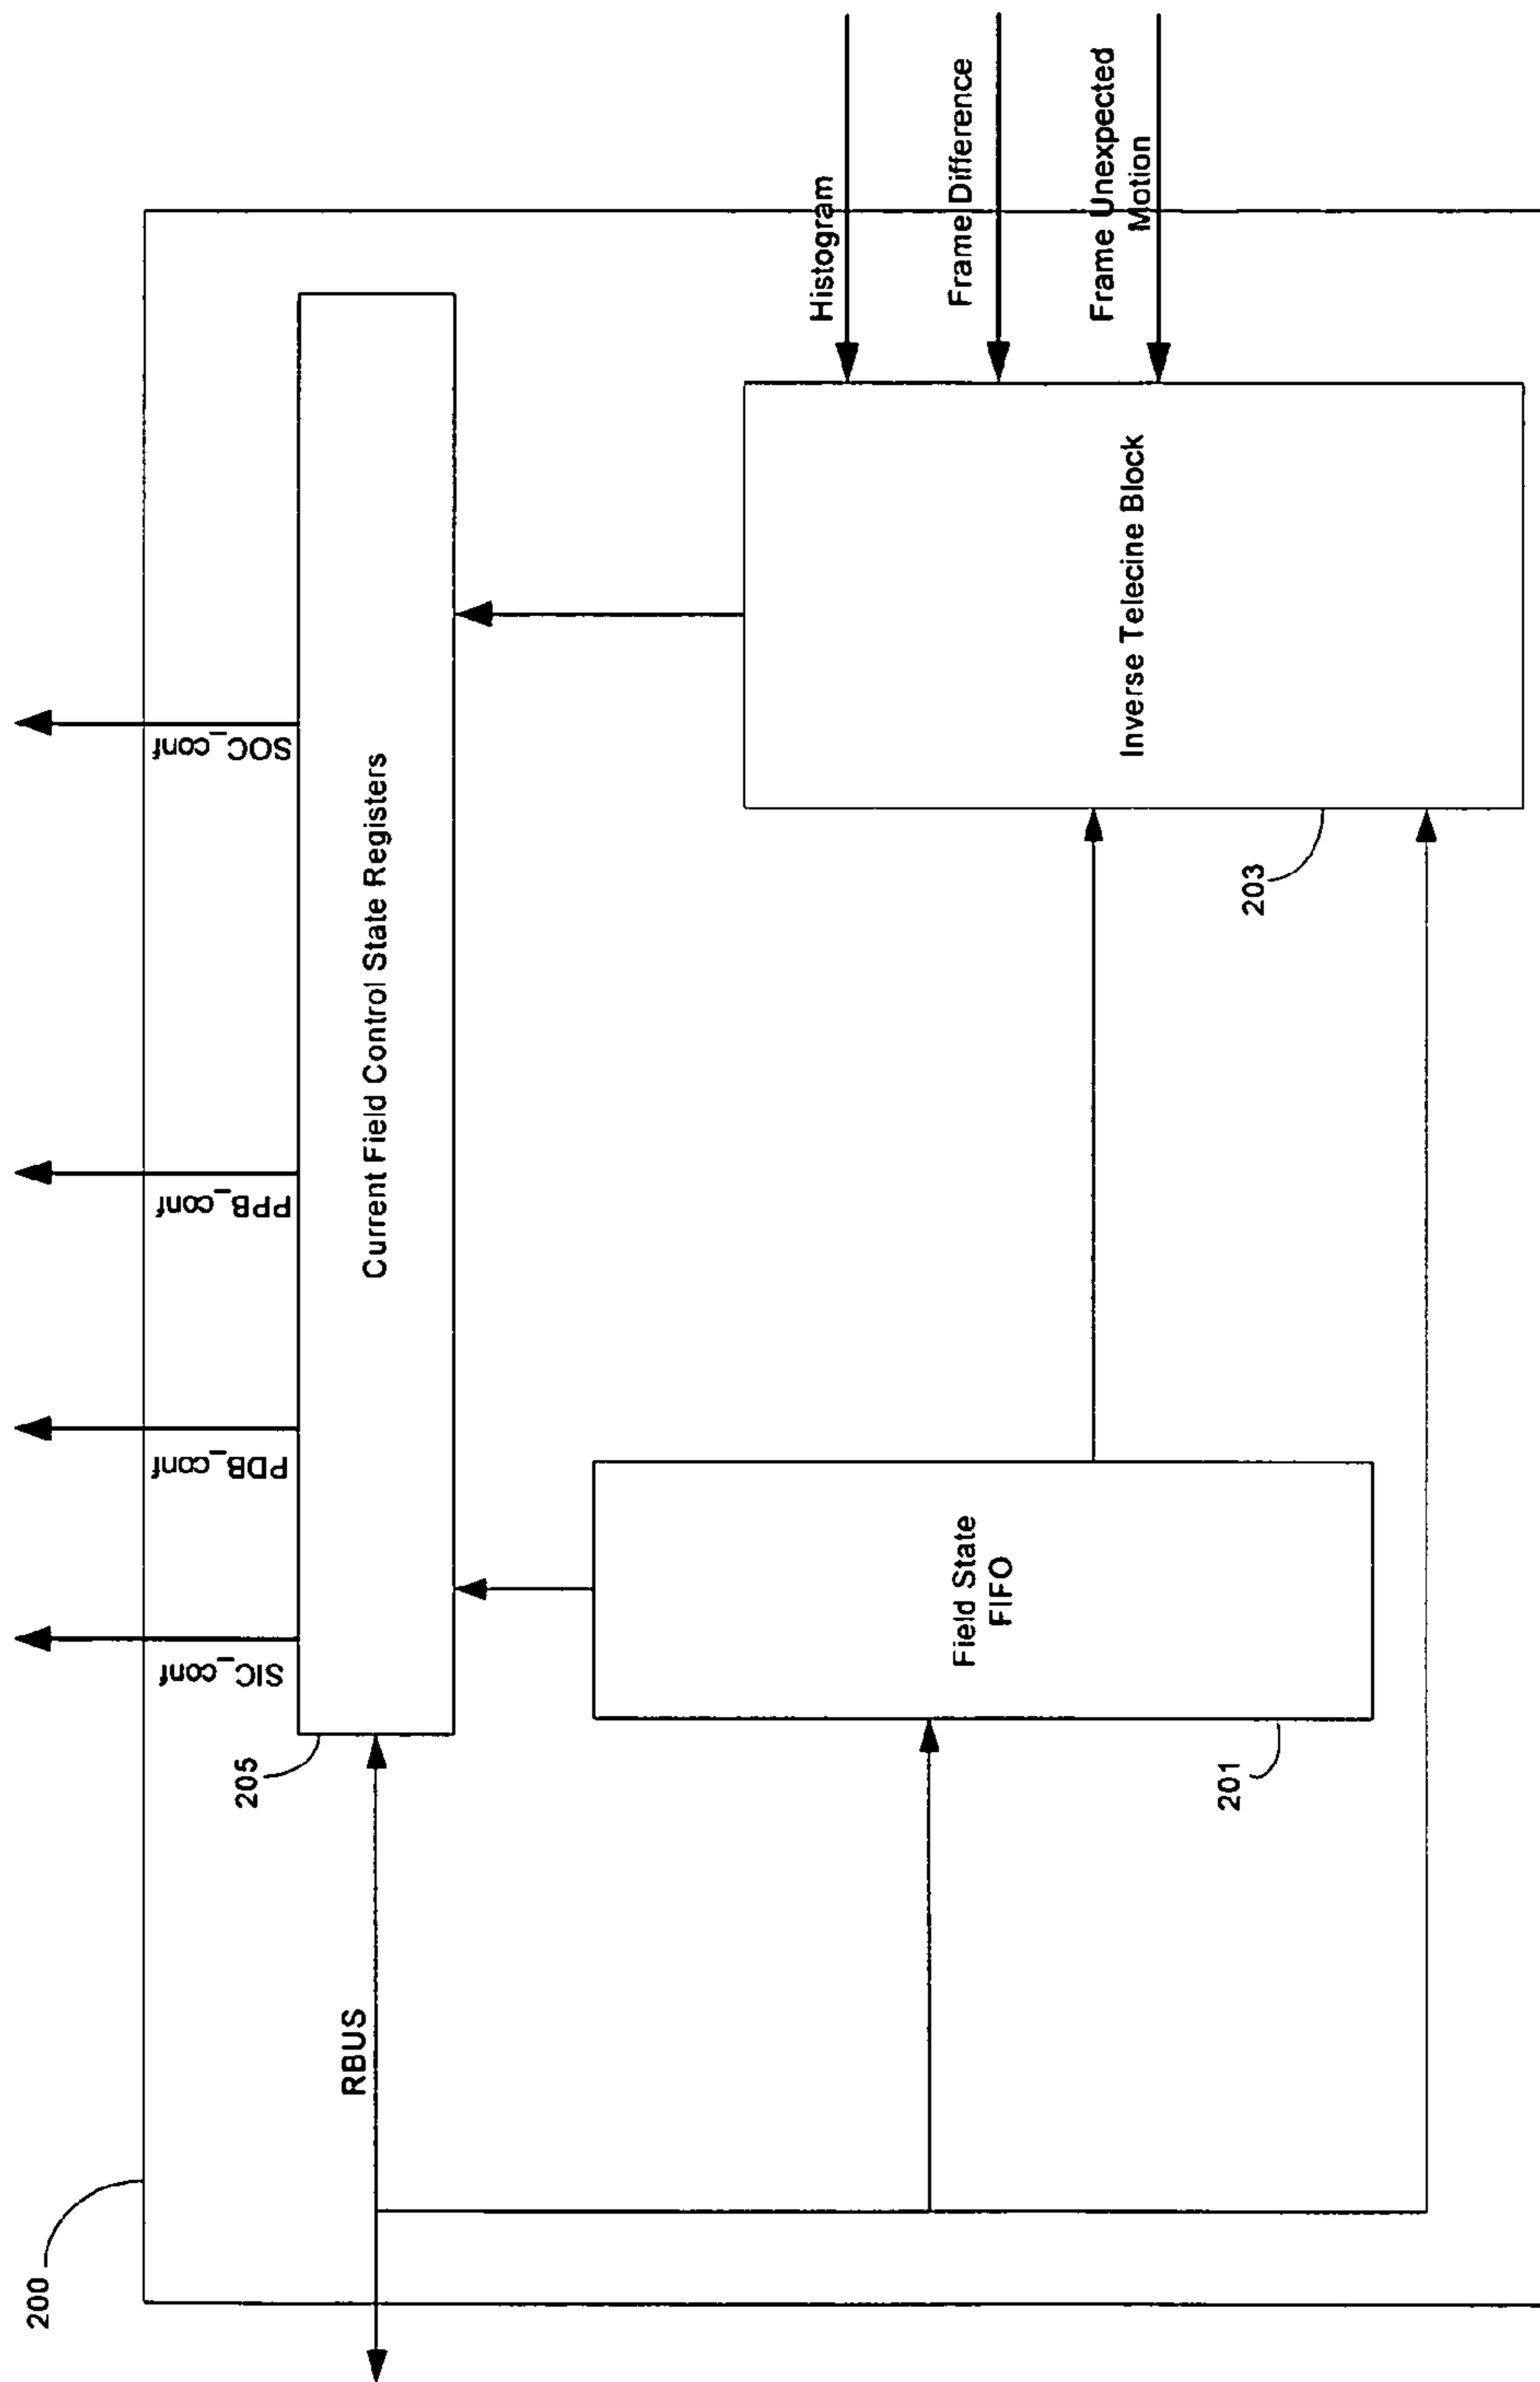 200
RBUS
205
SIC_conf
PDB_conf
PPB_conf
SOC_conf
Current Field Control State Registers
201
Field State
FIFO
203
Inverse Telecine Block
Histogram
Frame Difference
Frame Unexpected
Motion